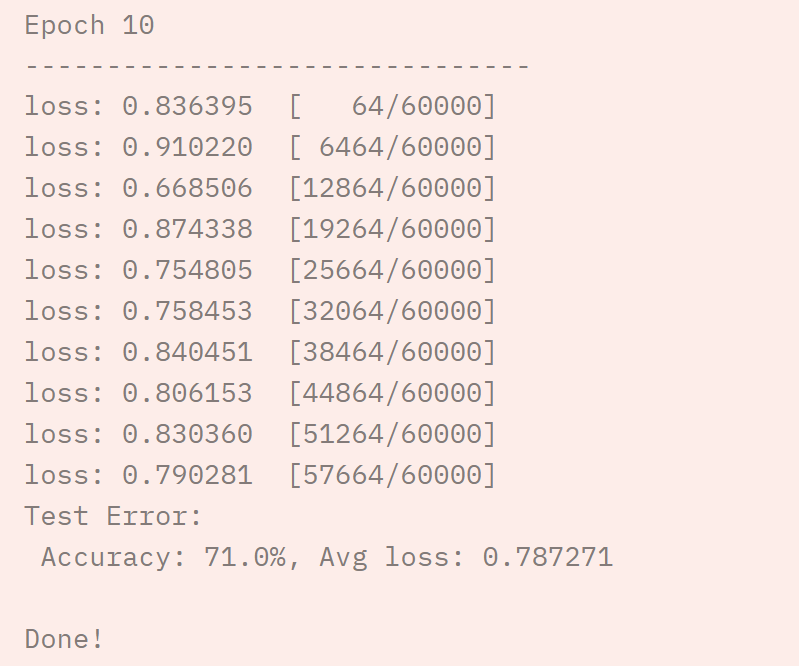 Epoch 10
-------------------------------
loss: 0.836395  [   64/60000]
loss: 0.910220  [ 6464/60000]
loss: 0.668506  [12864/60000]
loss: 0.874338  [19264/60000]
loss: 0.754805  [25664/60000]
loss: 0.758453  [32064/60000]
loss: 0.840451  [38464/60000]
loss: 0.806153  [44864/60000]
loss: 0.830360  [51264/60000]
loss: 0.790281  [57664/60000]
Test Error:
 Accuracy: 71.0%, Avg loss: 0.787271

Done!